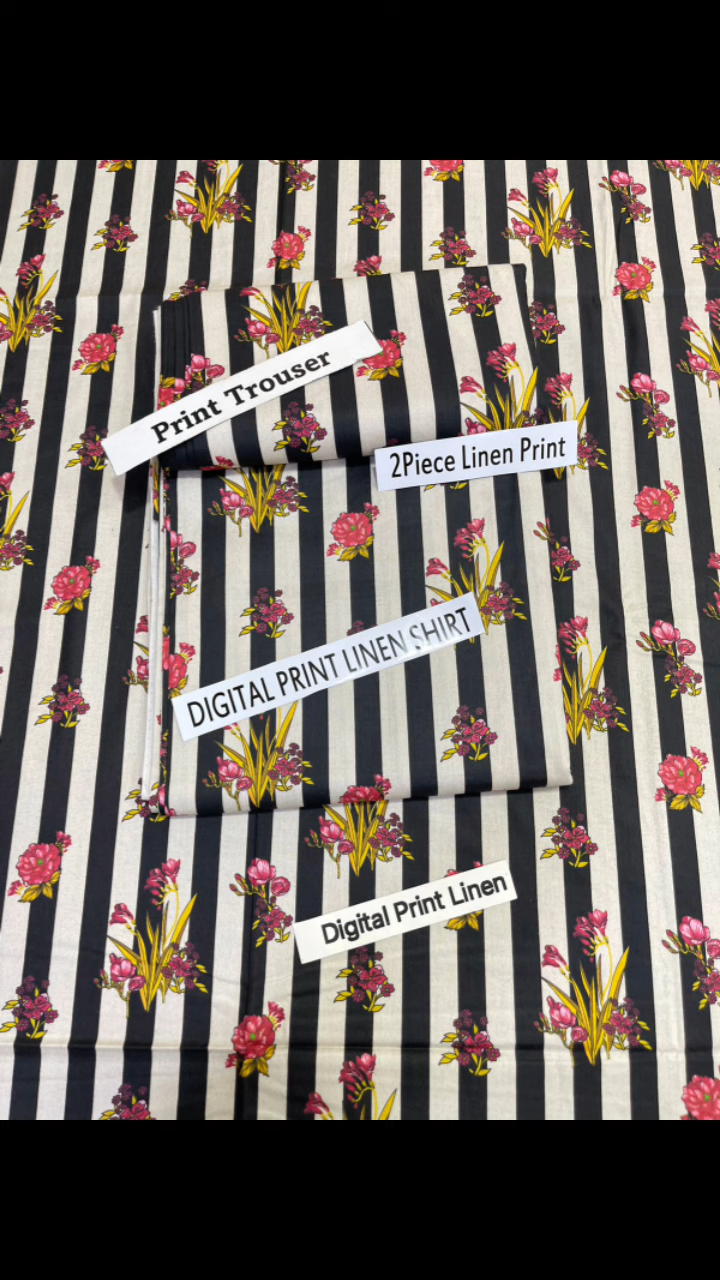 Print Trouser
2Piece Linen Print
DIGITAL PRINT LINEN SHIRT
Digital Print Linen